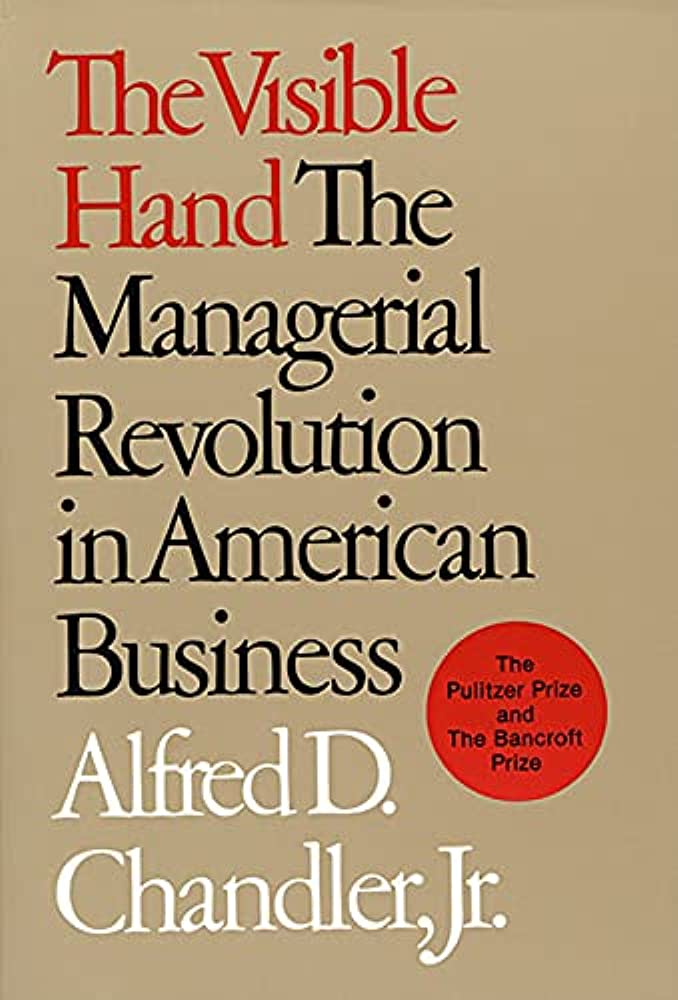 The Visible
Hand The
Managerial
Revolution
in American
Business
Alfred D.
Chandler, Jr.
The
Pulitzer Prize
and
The Bancroft
Prize